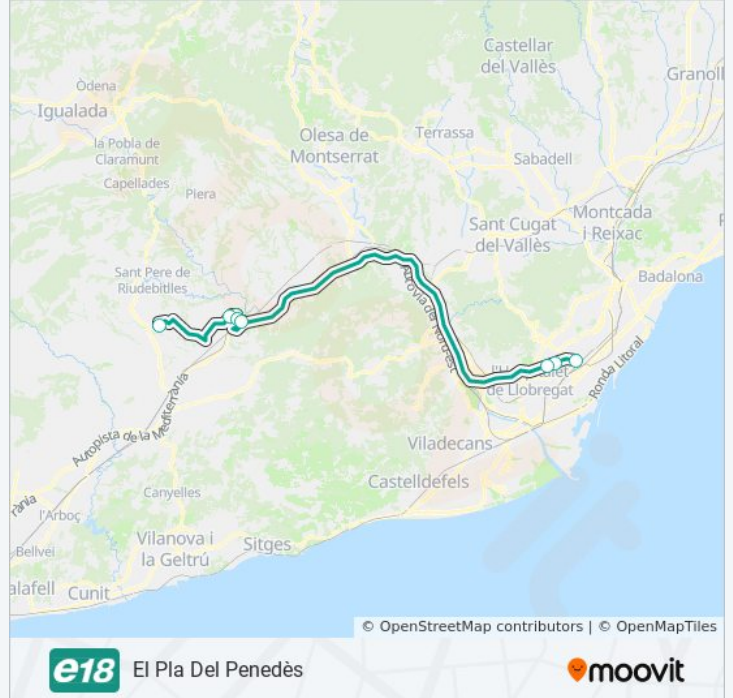 Castellar
del Vallès
Granoll
Òdena
Igualada
Olesa de
Montserrat
Terrassa
la Pobla de
Claramunt
Sabadell
Capellades
Piera
Montcada
i Reixac
Sant Cugat
del Vallès
Sant Pere de
Riudebitlles
Badalona
Autovia del Nord-est
Ronda Litoral
de Llobregat
Autopista de la Mediterrània
Viladecans
Castelldefels
Canyelles
rània
l'Arboç
Vilanova i
la Geltrú
Sitges
Bellvei
alafell
Cunit
© OpenStreetMap contributors | © OpenMapTiles
e18
El Pla Del Penedès
moovit